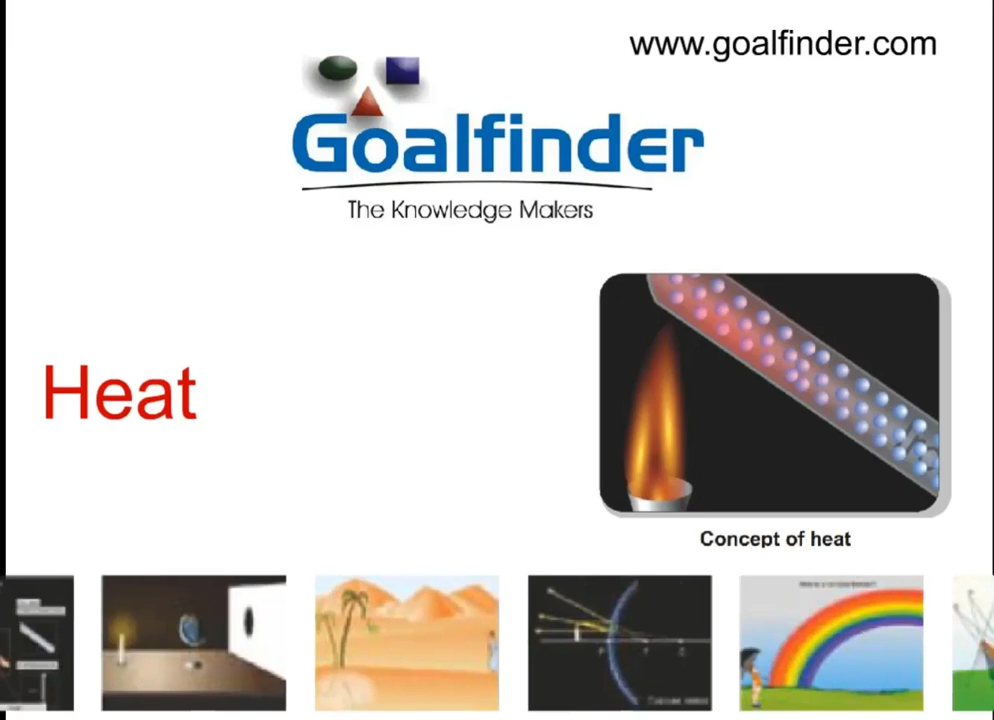 www.goalfinder.com
Goalfinder
The Knowledge Makers
Heat
Concept of heat